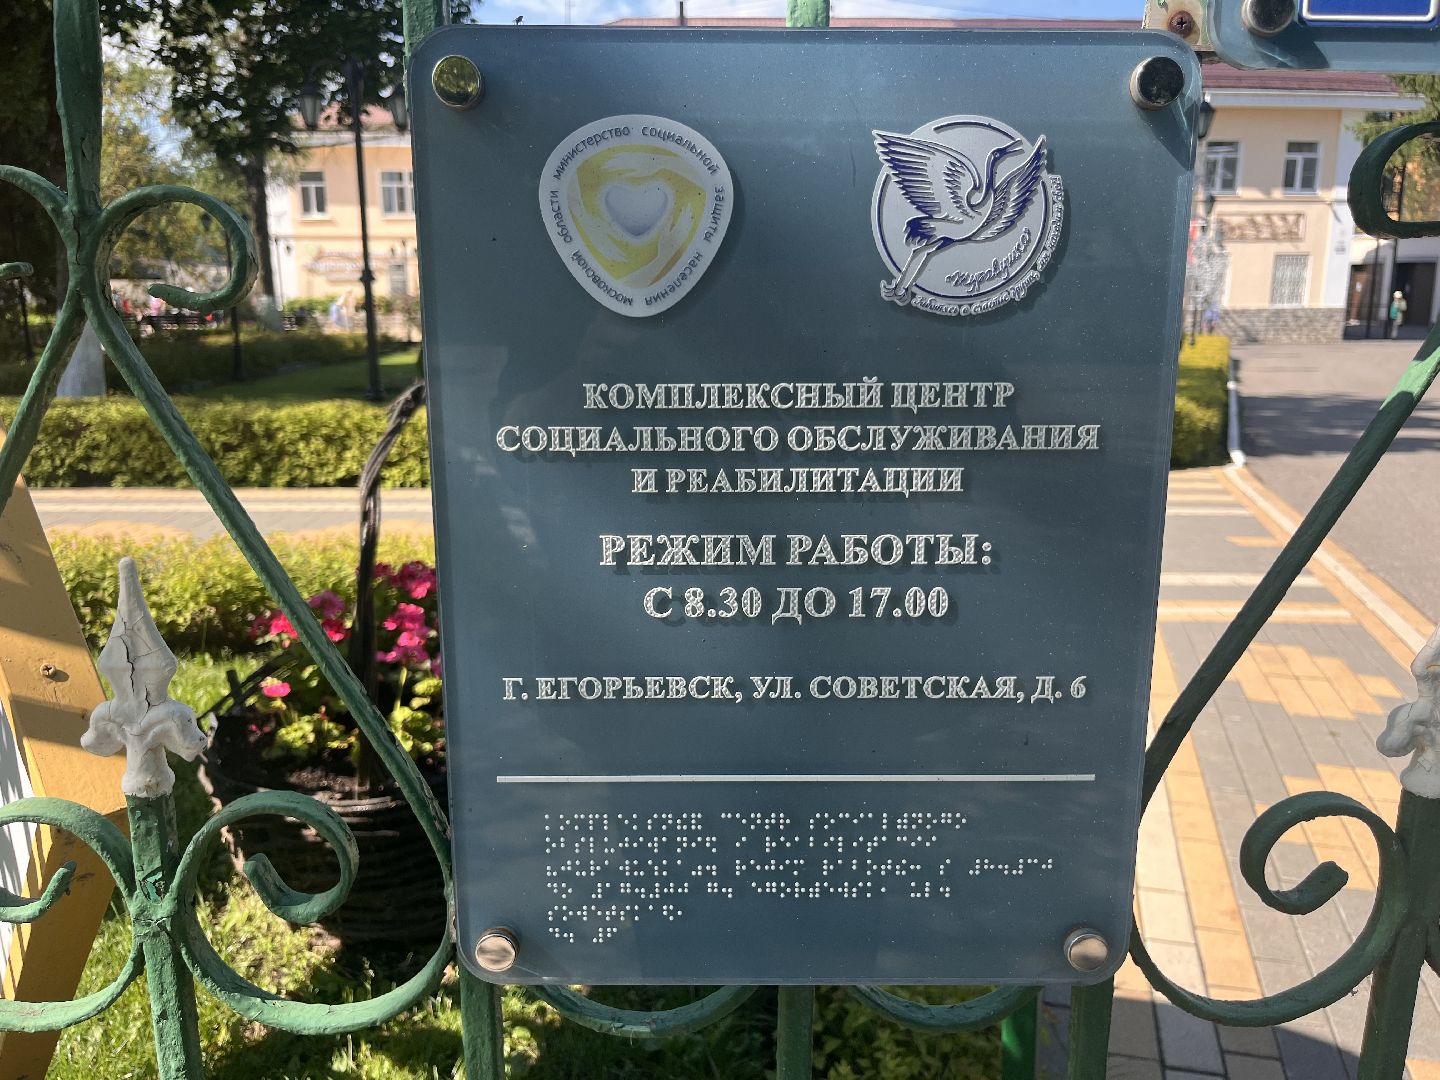 министерство социальной защиты населения московской области
«Журавушка»
КОМПЛЕКСНЫЙ ЦЕНТР
СОЦИАЛЬНОГО ОБСЛУЖИВАНИЯ
И РЕАБИЛИТАЦИИ
РЕЖИМ РАБОТЫ:
С 8.30 ДО 17.00
Г. ЕГОРЬЕВСК, УЛ. СОВЕТСКАЯ, Д. 6